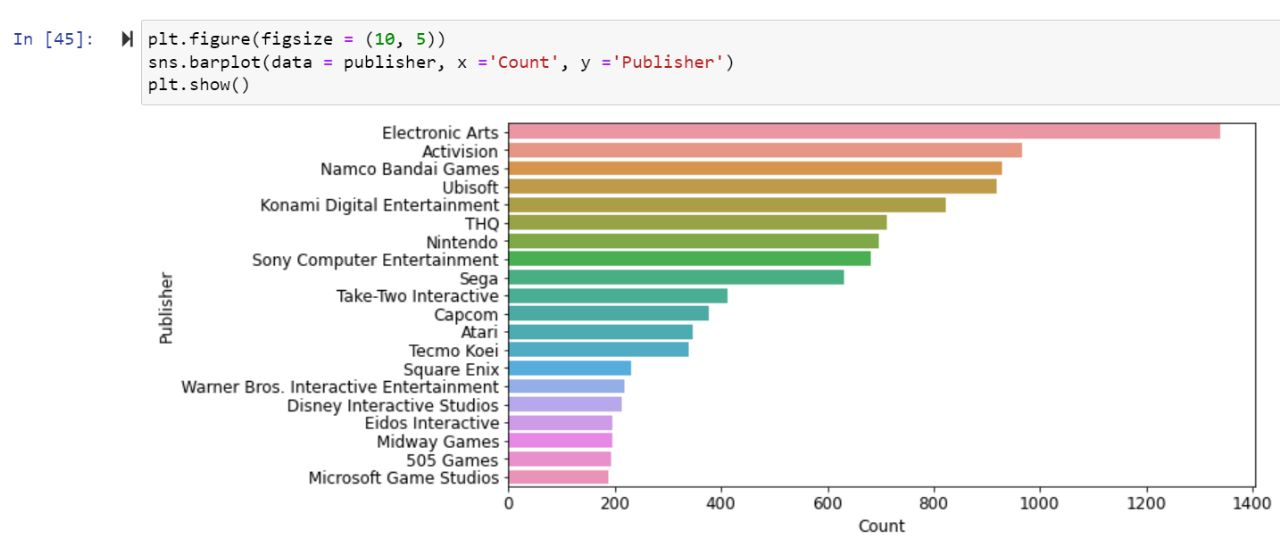 In [45]:
plt.figure(figsize = (10, 5))
sns.barplot(data = publisher, x ='Count', y ='Publisher')
plt.show()
Electronic Arts
Activision
Namco Bandai Games
Ubisoft
Konami Digital Entertainment
THQ
Nintendo
Sony Computer Entertainment
Sega
Take-Two Interactive
Capcom
Atari
Tecmo Koei
Square Enix
Warner Bros. Interactive Entertainment
Disney Interactive Studios
Eidos Interactive
Midway Games
505 Games
Microsoft Game Studios
Publisher
0 200 400 600 800 1000 1200 1400
Count